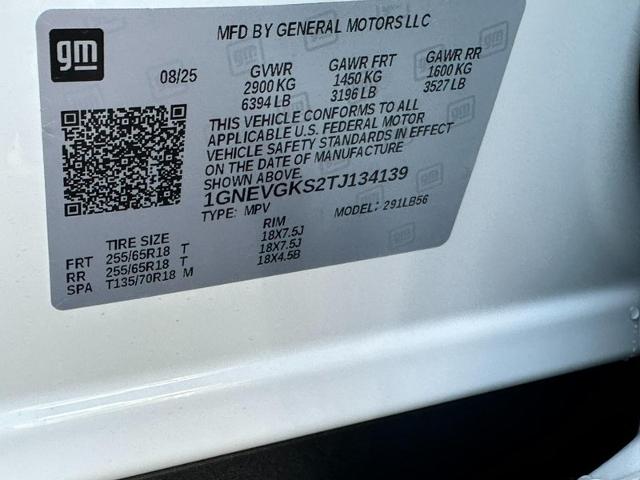 gm
MFD BY GENERAL MOTORS LLC
08/25 GVWR GAWR FRT GAWR RR
2900 KG 1450 KG 1600 KG
6394 LB 3196 LB 3527 LB
THIS VEHICLE CONFORMS TO ALL
APPLICABLE U.S. FEDERAL MOTOR
VEHICLE SAFETY STANDARDS IN EFFECT
ON THE DATE OF MANUFACTURE
SHOWN ABOVE.
1GNEVGKS2TJ134139
TYPE: MPV MODEL: 291LB56
TIRE SIZE RIM
FRT 255/65R18 T 18X7.5J
RR 255/65R18 T 18X7.5J
SPA T135/70R18 M 18X4.5B